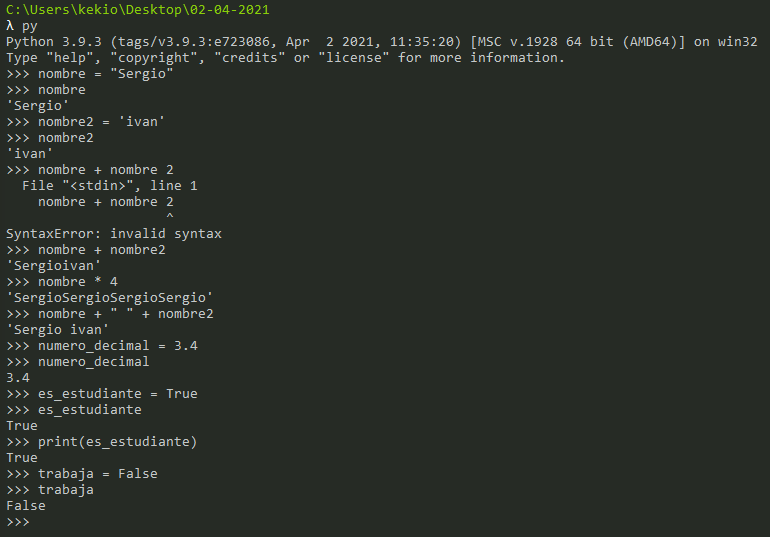 C:\Users\kekio\Desktop\02-04-2021
λ py
Python 3.9.3 (tags/v3.9.3:e723086, Apr  2 2021, 11:35:20) [MSC v.1928 64 bit (AMD64)] on win32
Type "help", "copyright", "credits" or "license" for more information.
>>> nombre = "Sergio"
>>> nombre
'Sergio'
>>> nombre2 = 'ivan'
>>> nombre2
'ivan'
>>> nombre + nombre 2
  File "<stdin>", line 1
    nombre + nombre 2
                    ^
SyntaxError: invalid syntax
>>> nombre + nombre2
'Sergioivan'
>>> nombre * 4
'SergioSergioSergioSergio'
>>> nombre + " " + nombre2
'Sergio ivan'
>>> numero_decimal = 3.4
>>> numero_decimal
3.4
>>> es_estudiante = True
>>> es_estudiante
True
>>> print(es_estudiante)
True
>>> trabaja = False
>>> trabaja
False
>>>